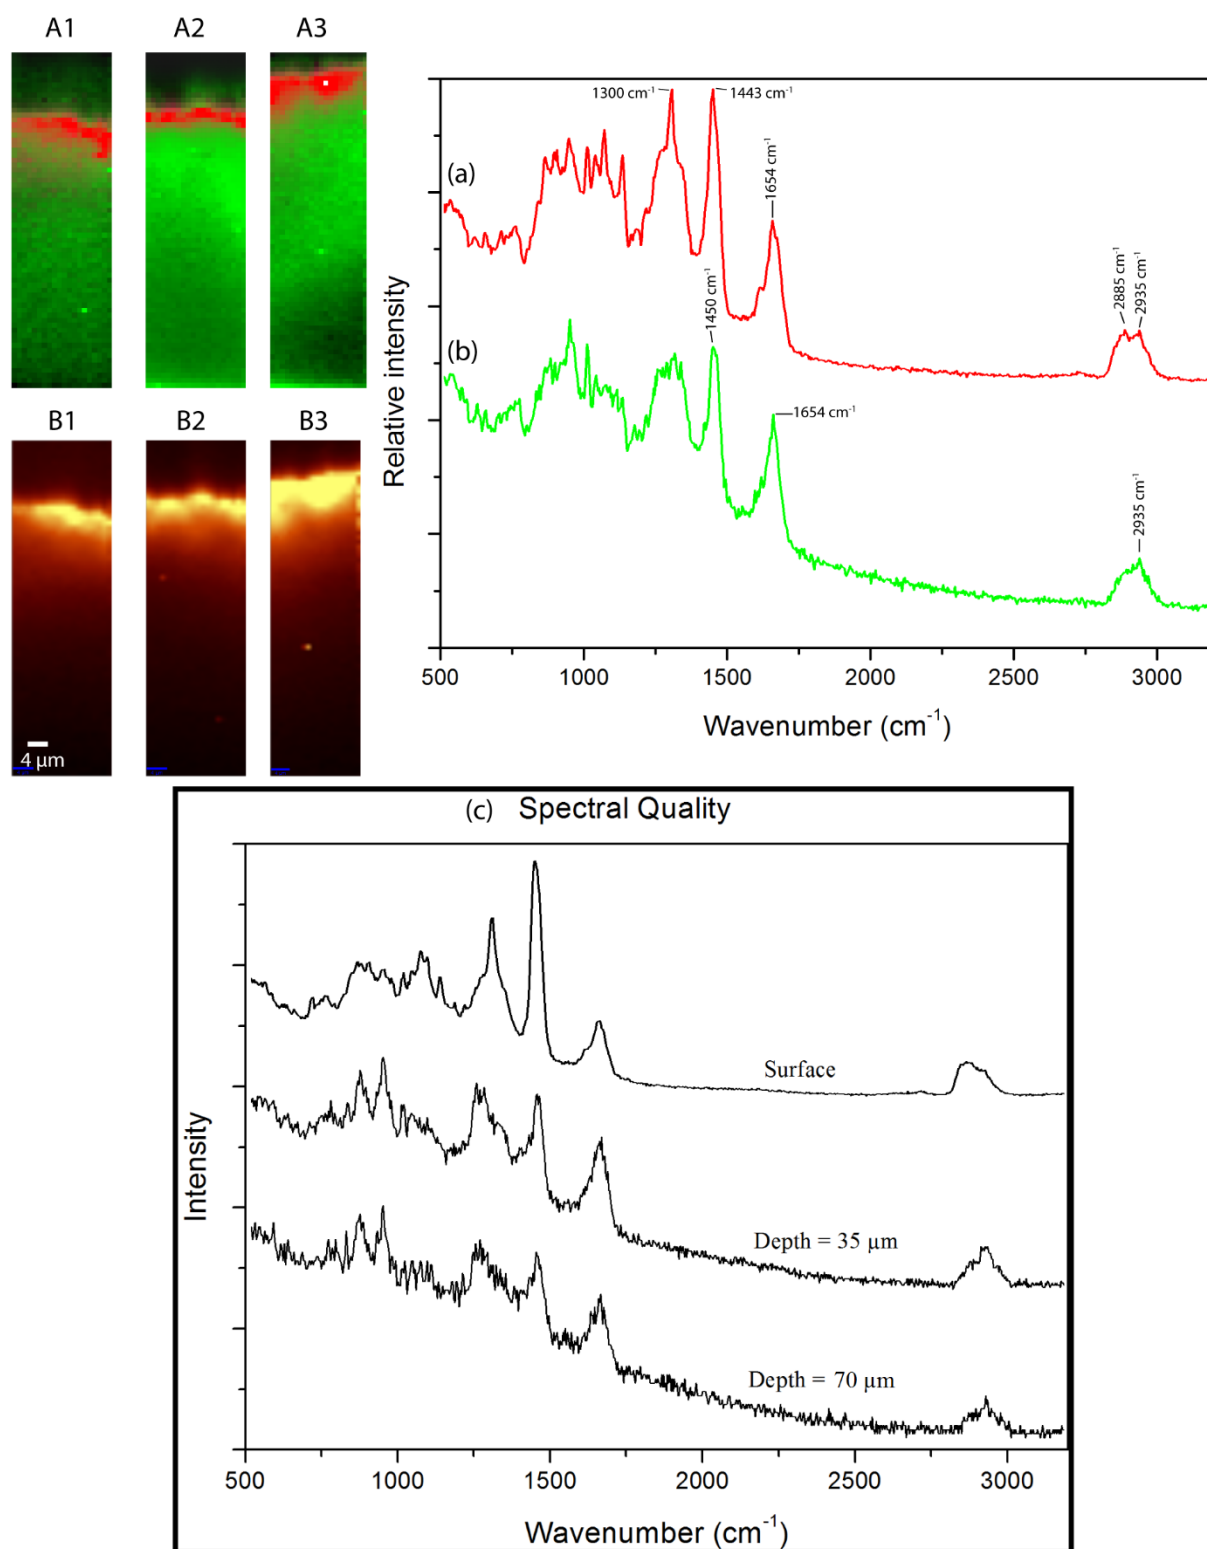 A1
A2
A3
B1
B2
B3
4 µm
(a)
(b)
1300 cm⁻¹
1443 cm⁻¹
1654 cm⁻¹
2885 cm⁻¹
2935 cm⁻¹
1450 cm⁻¹
1654 cm⁻¹
2935 cm⁻¹
Relative intensity
500
1000
1500
2000
2500
3000
Wavenumber (cm⁻¹)
(c) Spectral Quality
Surface
Depth = 35 µm
Depth = 70 µm
Intensity
500
1000
1500
2000
2500
3000
Wavenumber (cm⁻¹)